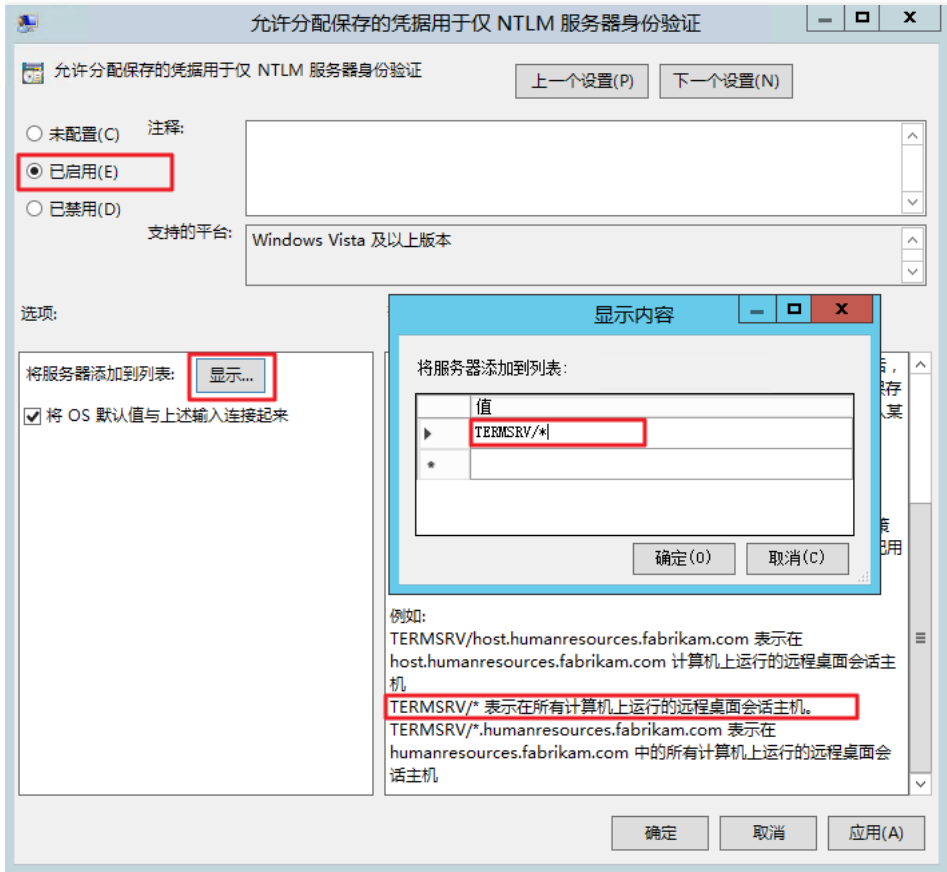 允许分配保存的凭据用于仅 NTLM 服务器身份验证
允许分配保存的凭据用于仅 NTLM 服务器身份验证
上一个设置(P)
下一个设置(N)
未配置(C)
注释:
已启用(E)
已禁用(D)
支持的平台:
Windows Vista 及以上版本
选项:
显示内容
将服务器添加到列表:
显示...
将 OS 默认值与上述输入连接起来
将服务器添加到列表:
值
TERMSRV/*
*
确定(O)
取消(C)
例如:
TERMSRV/host.humanresources.fabrikam.com 表示在
host.humanresources.fabrikam.com 计算机上运行的远程桌面会话主
机
TERMSRV/* 表示在所有计算机上运行的远程桌面会话主机。
TERMSRV/*.humanresources.fabrikam.com 表示在
humanresources.fabrikam.com 中的所有计算机上运行的远程桌面会
话主机
确定
取消
应用(A)